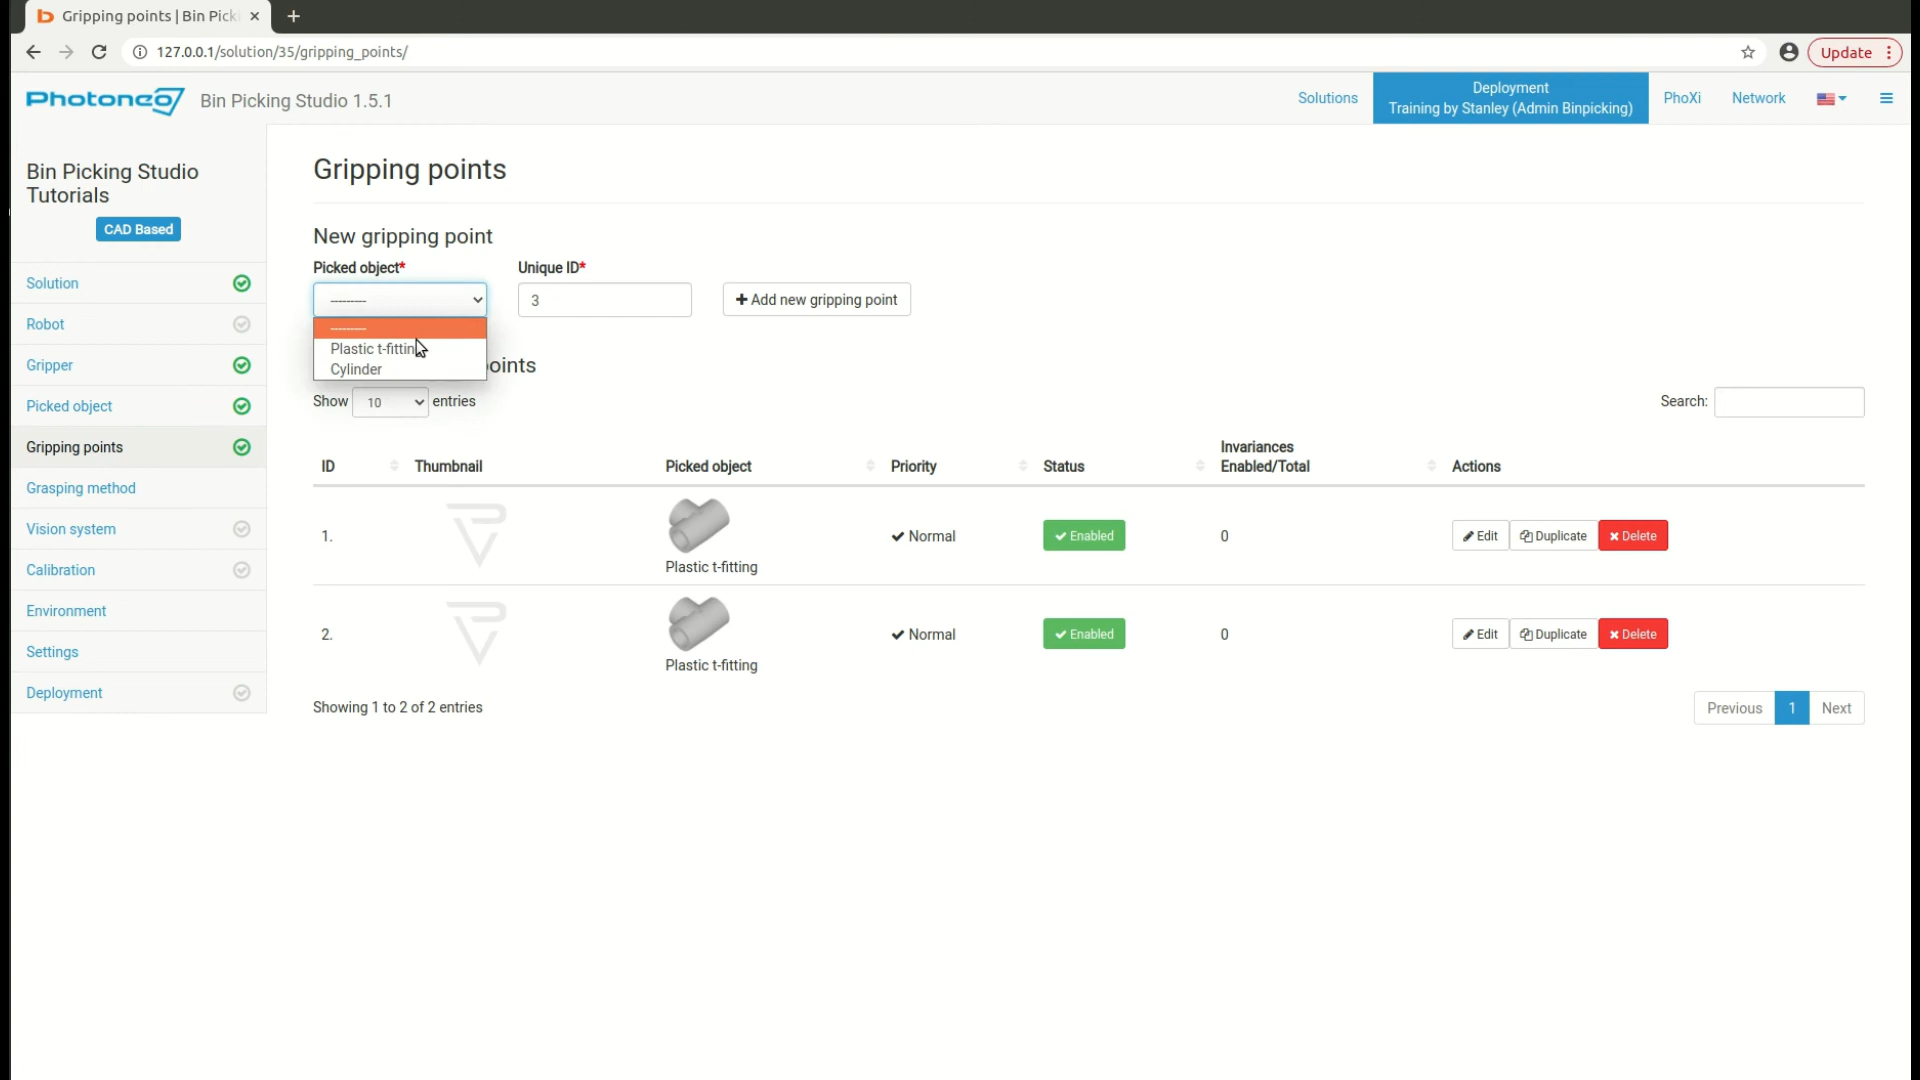 Gripping points | Bin Pick
127.0.0.1/solution/35/gripping_points/
Update
Photoneo
Bin Picking Studio 1.5.1
Solutions
Deployment
Training by Stanley (Admin Binpicking)
PhoXi
Network
Bin Picking Studio
Tutorials
CAD Based
Solution
Robot
Gripper
Picked object
Gripping points
Grasping method
Vision system
Calibration
Environment
Settings
Deployment
Gripping points
New gripping point
Picked object*
Unique ID*
---------
3
+ Add new gripping point
---------
Plastic t-fittin
Cylinder
oints
Show 10 entries
Search:
ID
Thumbnail
Picked object
Priority
Status
Invariances
Enabled/Total
Actions
1.
Plastic t-fitting
Normal
Enabled
0
Edit
Duplicate
Delete
2.
Plastic t-fitting
Normal
Enabled
0
Edit
Duplicate
Delete
Showing 1 to 2 of 2 entries
Previous
1
Next